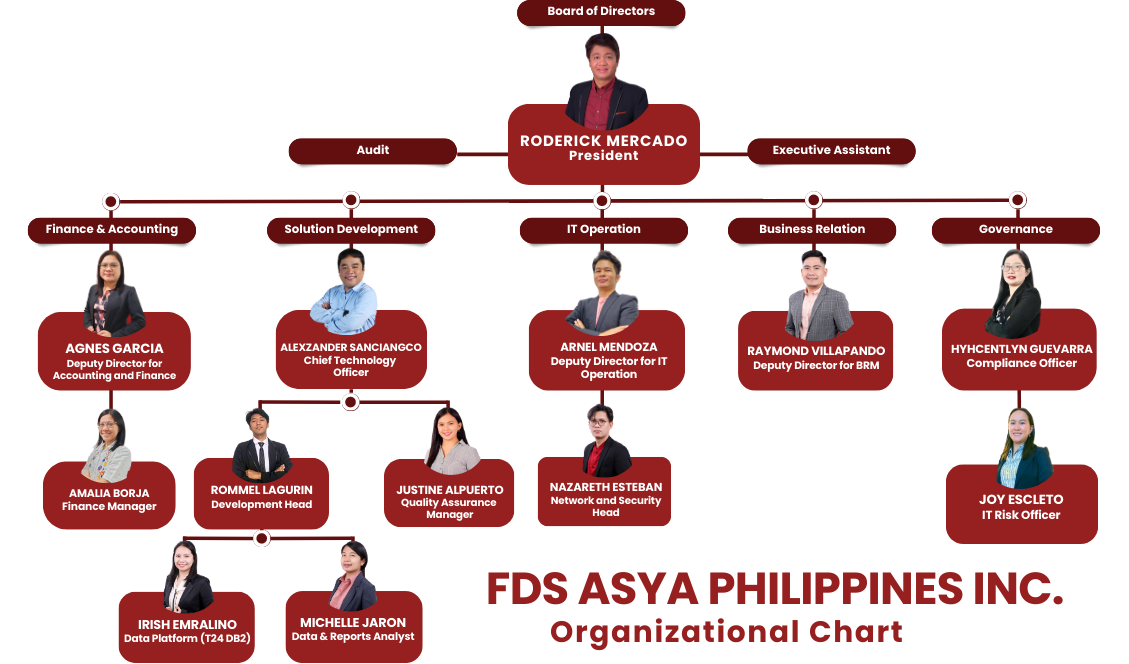 Board of Directors
RODERICK MERCADO
President
Audit
Executive Assistant
Finance & Accounting
Solution Development
IT Operation
Business Relation
Governance
AGNES GARCIA
Deputy Director for
Accounting and Finance
ALEXZANDER SANCIANGCO
Chief Technology
Officer
ARNEL MENDOZA
Deputy Director for IT
Operation
RAYMOND VILLAPANDO
Deputy Director for BRM
HYHCENTLYN GUEVARRA
Compliance Officer
AMALIA BORJA
Finance Manager
ROMMEL LAGURIN
Development Head
JUSTINE ALPUERTO
Quality Assurance
Manager
NAZARETH ESTEBAN
Network and Security
Head
JOY ESCLETO
IT Risk Officer
IRISH EMRALINO
Data Platform (T24 DB2)
MICHELLE JARON
Data & Reports Analyst
FDS ASYA PHILIPPINES INC.
Organizational Chart